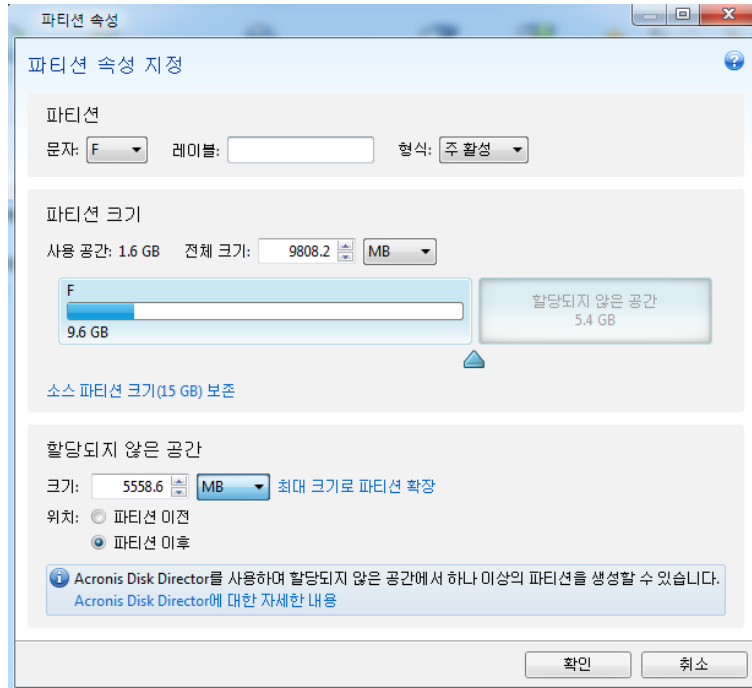 파티션 속성
파티션 속성 지정
파티션
문자: F 레이블: 형식: 주 활성
파티션 크기
사용 공간: 1.6 GB 전체 크기: 9808.2 MB
F
9.6 GB
할당되지 않은 공간
5.4 GB
소스 파티션 크기(15 GB) 보존
할당되지 않은 공간
크기: 5558.6 MB 최대 크기로 파티션 확장
위치: 파티션 이전
파티션 이후
Acronis Disk Director를 사용하여 할당되지 않은 공간에서 하나 이상의 파티션을 생성할 수 있습니다.
Acronis Disk Director에 대한 자세한 내용
확인 취소